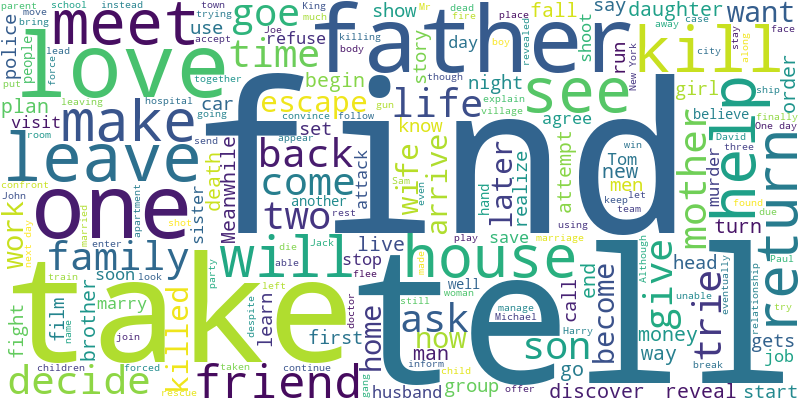 find
tell
take
father
one
love
leave
make
meet
kill
see
house
will
return
help
family
friend
decide
give
trie
son
ask
come
back
two
life
time
goe
mother
later
arrive
escape
become
home
now
work
killed
want
order
fall
say
daughter
show
refuse
use
police
people
plan
visit
car
set
begin
story
day
night
know
wife
men
agree
shoot
run
girl
believe
murder
turn
new
Tom
realize
attempt
save
attack
another
death
Meanwhile
sister
brother
soon
marry
film
fight
learn
first
live
stop
man
husband
group
call
end
way
money
head
discover
reveal
gets
job
start
go
well
parent
move
bring
school
instead
town
trying
King
much
Mr
accept
Joe
killing
body
dead
fire
place
revealed
boy
though
even
away
case
city
stay
along
face
New York
ship
finally
One day
David
three
win
keep
let
team
found
due
put
force
lead
leaving
together
hospital
going
room
send
convince
follow
gun
explain
village
appear
Sam
hand
rest
play
marriage
using
John
confront
next day
married
apartment
enter
look
train
name
join
children
forced
shot
rescue
taken
despite
left
continue
doctor
party
able
die
Jack
flee
still
woman
made
manage
Michael
Harry
inform
child
gang
offer
Although
relationship
unable
eventually
Paul
try
break